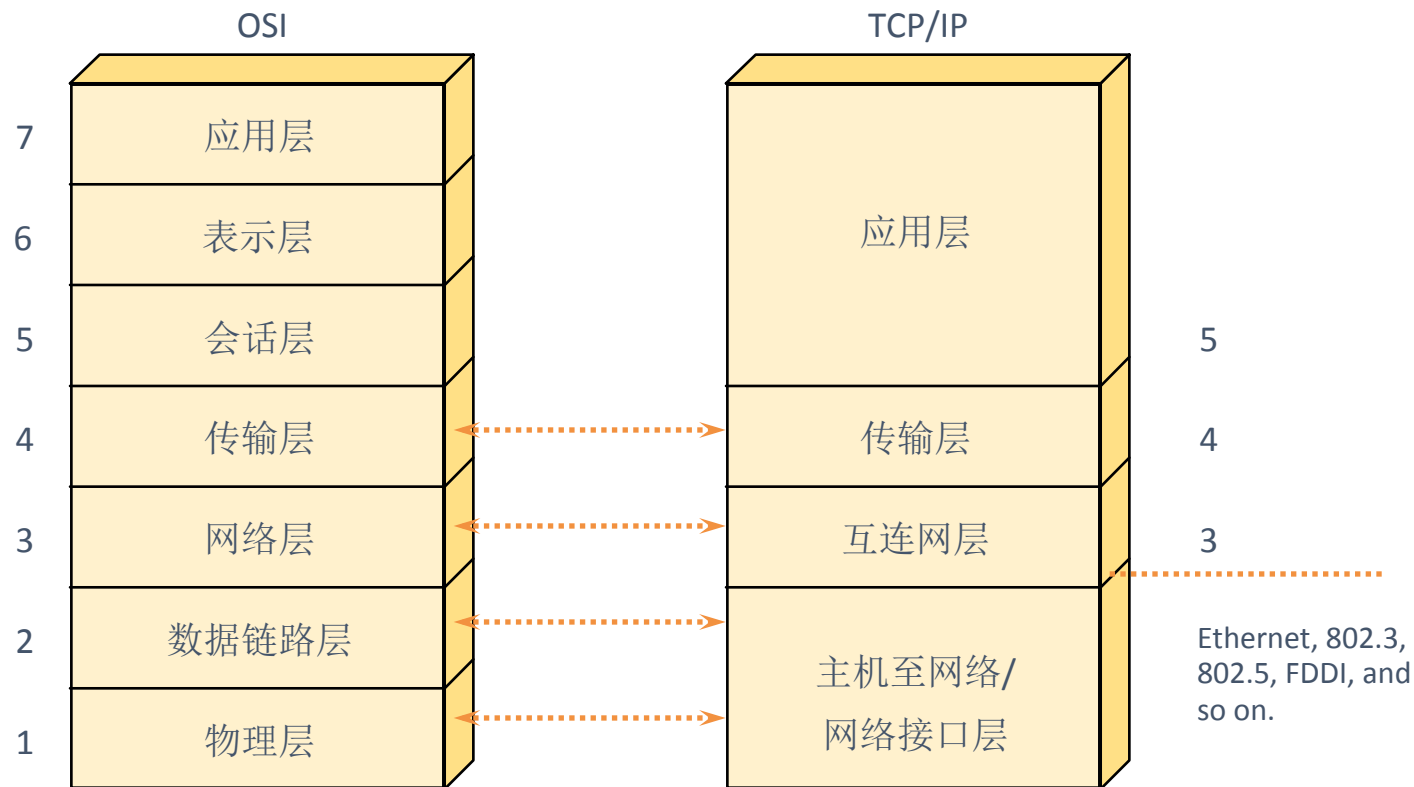 OSI
TCP/IP
7
应用层
6
表示层
应用层
5
会话层
5
4
传输层
传输层
4
3
网络层
互连网层
3
2
数据链路层
主机至网络/
网络接口层
Ethernet, 802.3,
802.5, FDDI, and
so on.
1
物理层